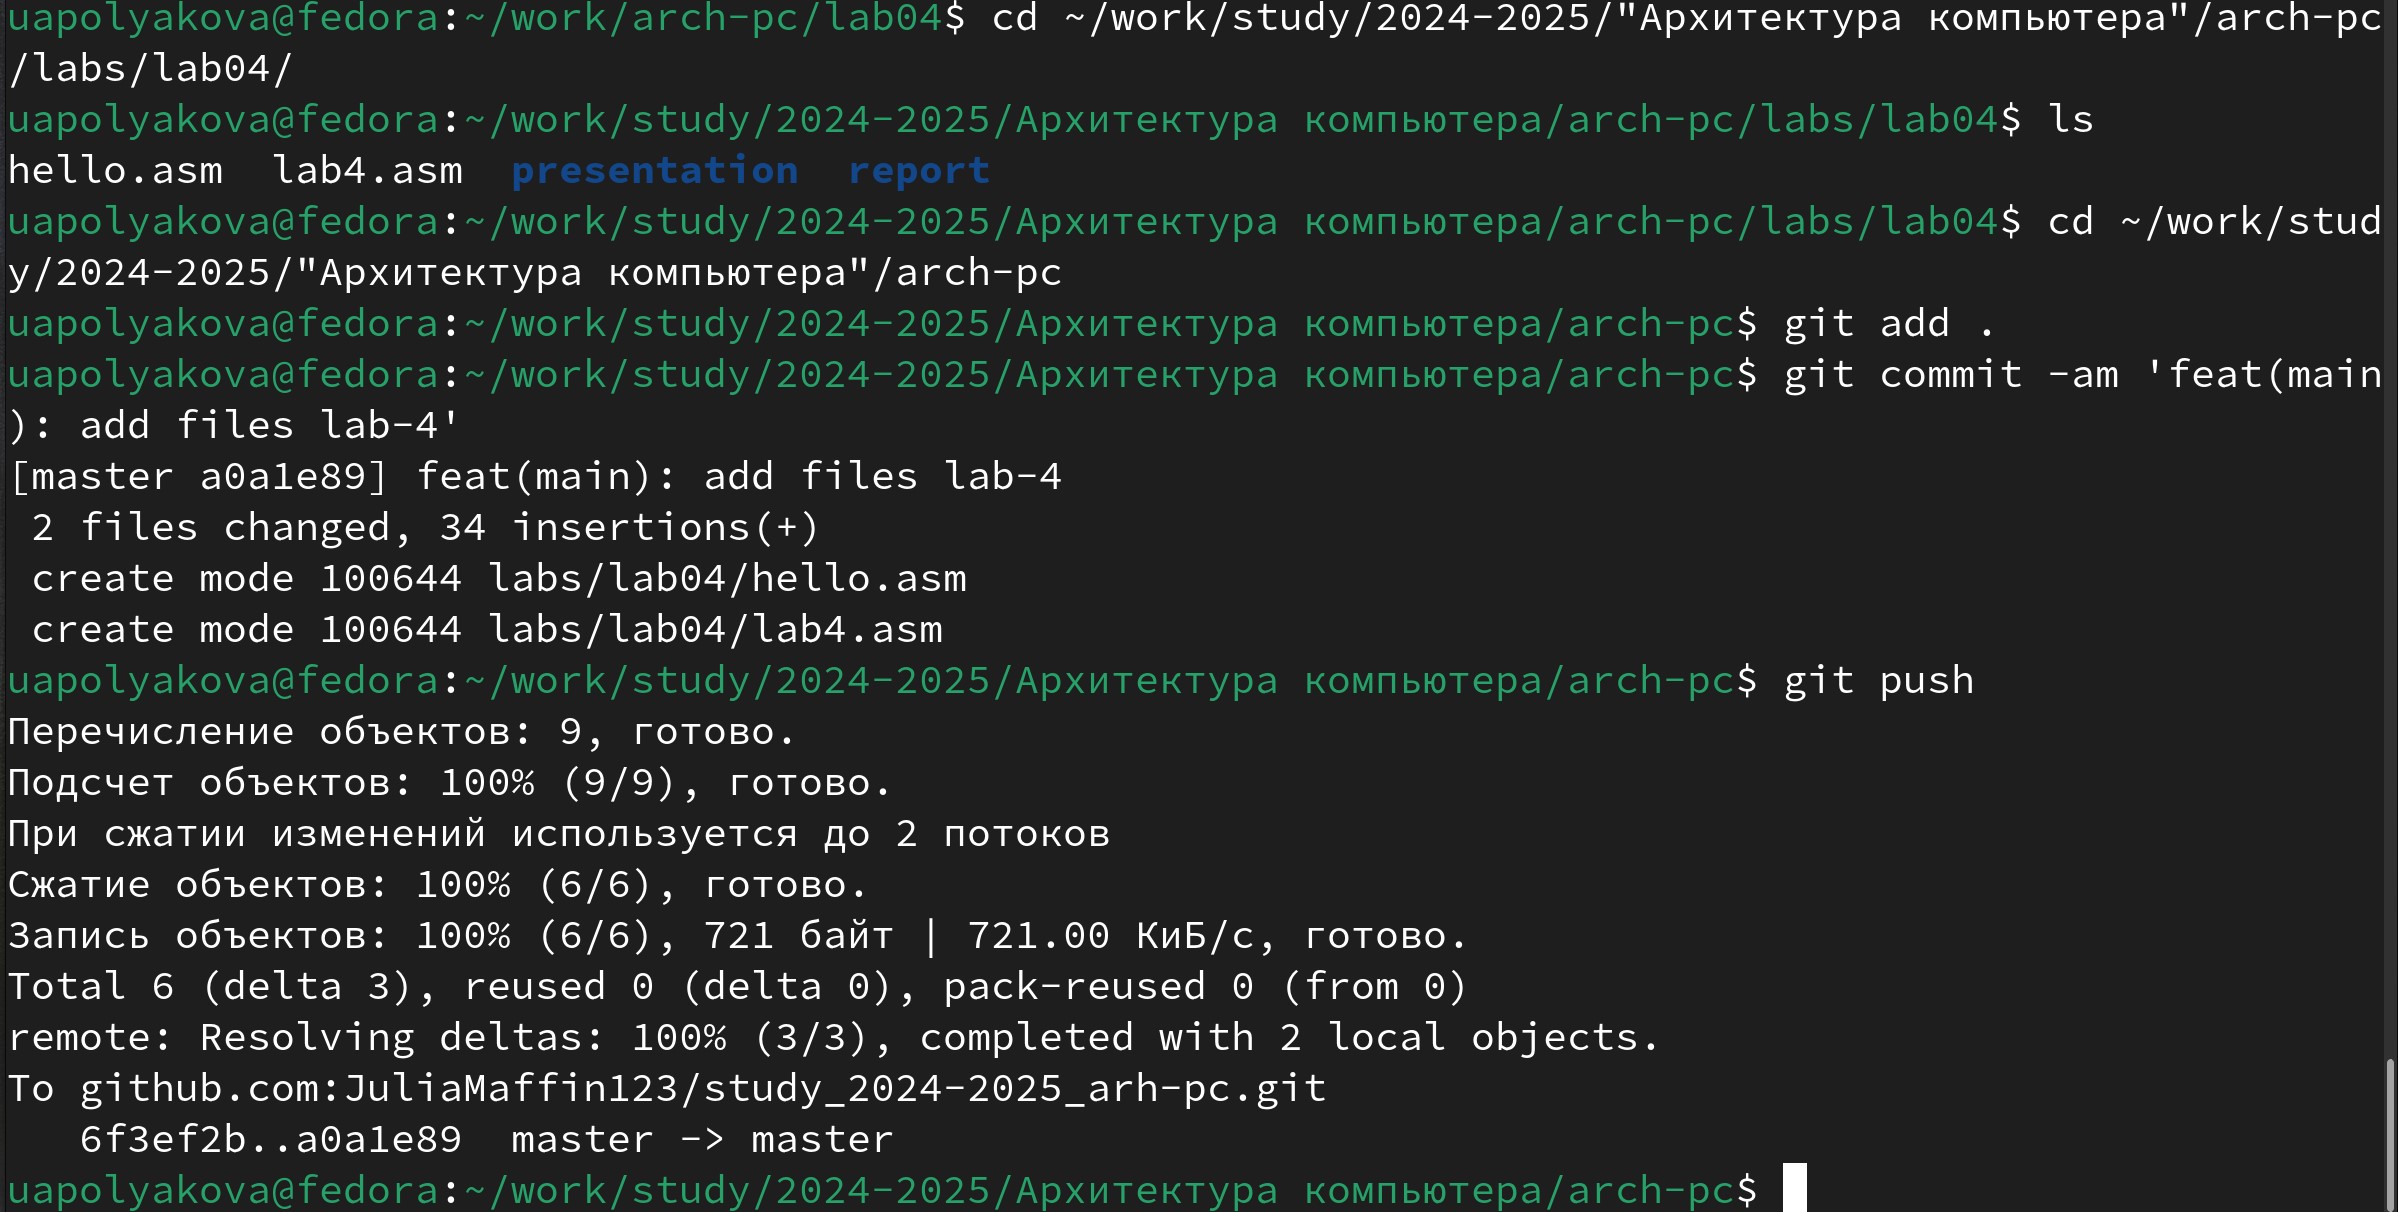 uapolyakova@fedora:~/work/arch-pc/lab04$ cd ~/work/study/2024-2025/"Архитектура компьютера"/arch-pc
/labs/lab04/
uapolyakova@fedora:~/work/study/2024-2025/Архитектура компьютера/arch-pc/labs/lab04$ ls
hello.asm  lab4.asm  presentation  report
uapolyakova@fedora:~/work/study/2024-2025/Архитектура компьютера/arch-pc/labs/lab04$ cd ~/work/stud
y/2024-2025/"Архитектура компьютера"/arch-pc
uapolyakova@fedora:~/work/study/2024-2025/Архитектура компьютера/arch-pc$ git add .
uapolyakova@fedora:~/work/study/2024-2025/Архитектура компьютера/arch-pc$ git commit -am 'feat(main
): add files lab-4'
[master a0a1e89] feat(main): add files lab-4
 2 files changed, 34 insertions(+)
 create mode 100644 labs/lab04/hello.asm
 create mode 100644 labs/lab04/lab4.asm
uapolyakova@fedora:~/work/study/2024-2025/Архитектура компьютера/arch-pc$ git push
Перечисление объектов: 9, готово.
Подсчет объектов: 100% (9/9), готово.
При сжатии изменений используется до 2 потоков
Сжатие объектов: 100% (6/6), готово.
Запись объектов: 100% (6/6), 721 байт | 721.00 КиБ/с, готово.
Total 6 (delta 3), reused 0 (delta 0), pack-reused 0 (from 0)
remote: Resolving deltas: 100% (3/3), completed with 2 local objects.
To github.com:JuliaMaffin123/study_2024-2025_arh-pc.git
   6f3ef2b..a0a1e89  master -> master
uapolyakova@fedora:~/work/study/2024-2025/Архитектура компьютера/arch-pc$